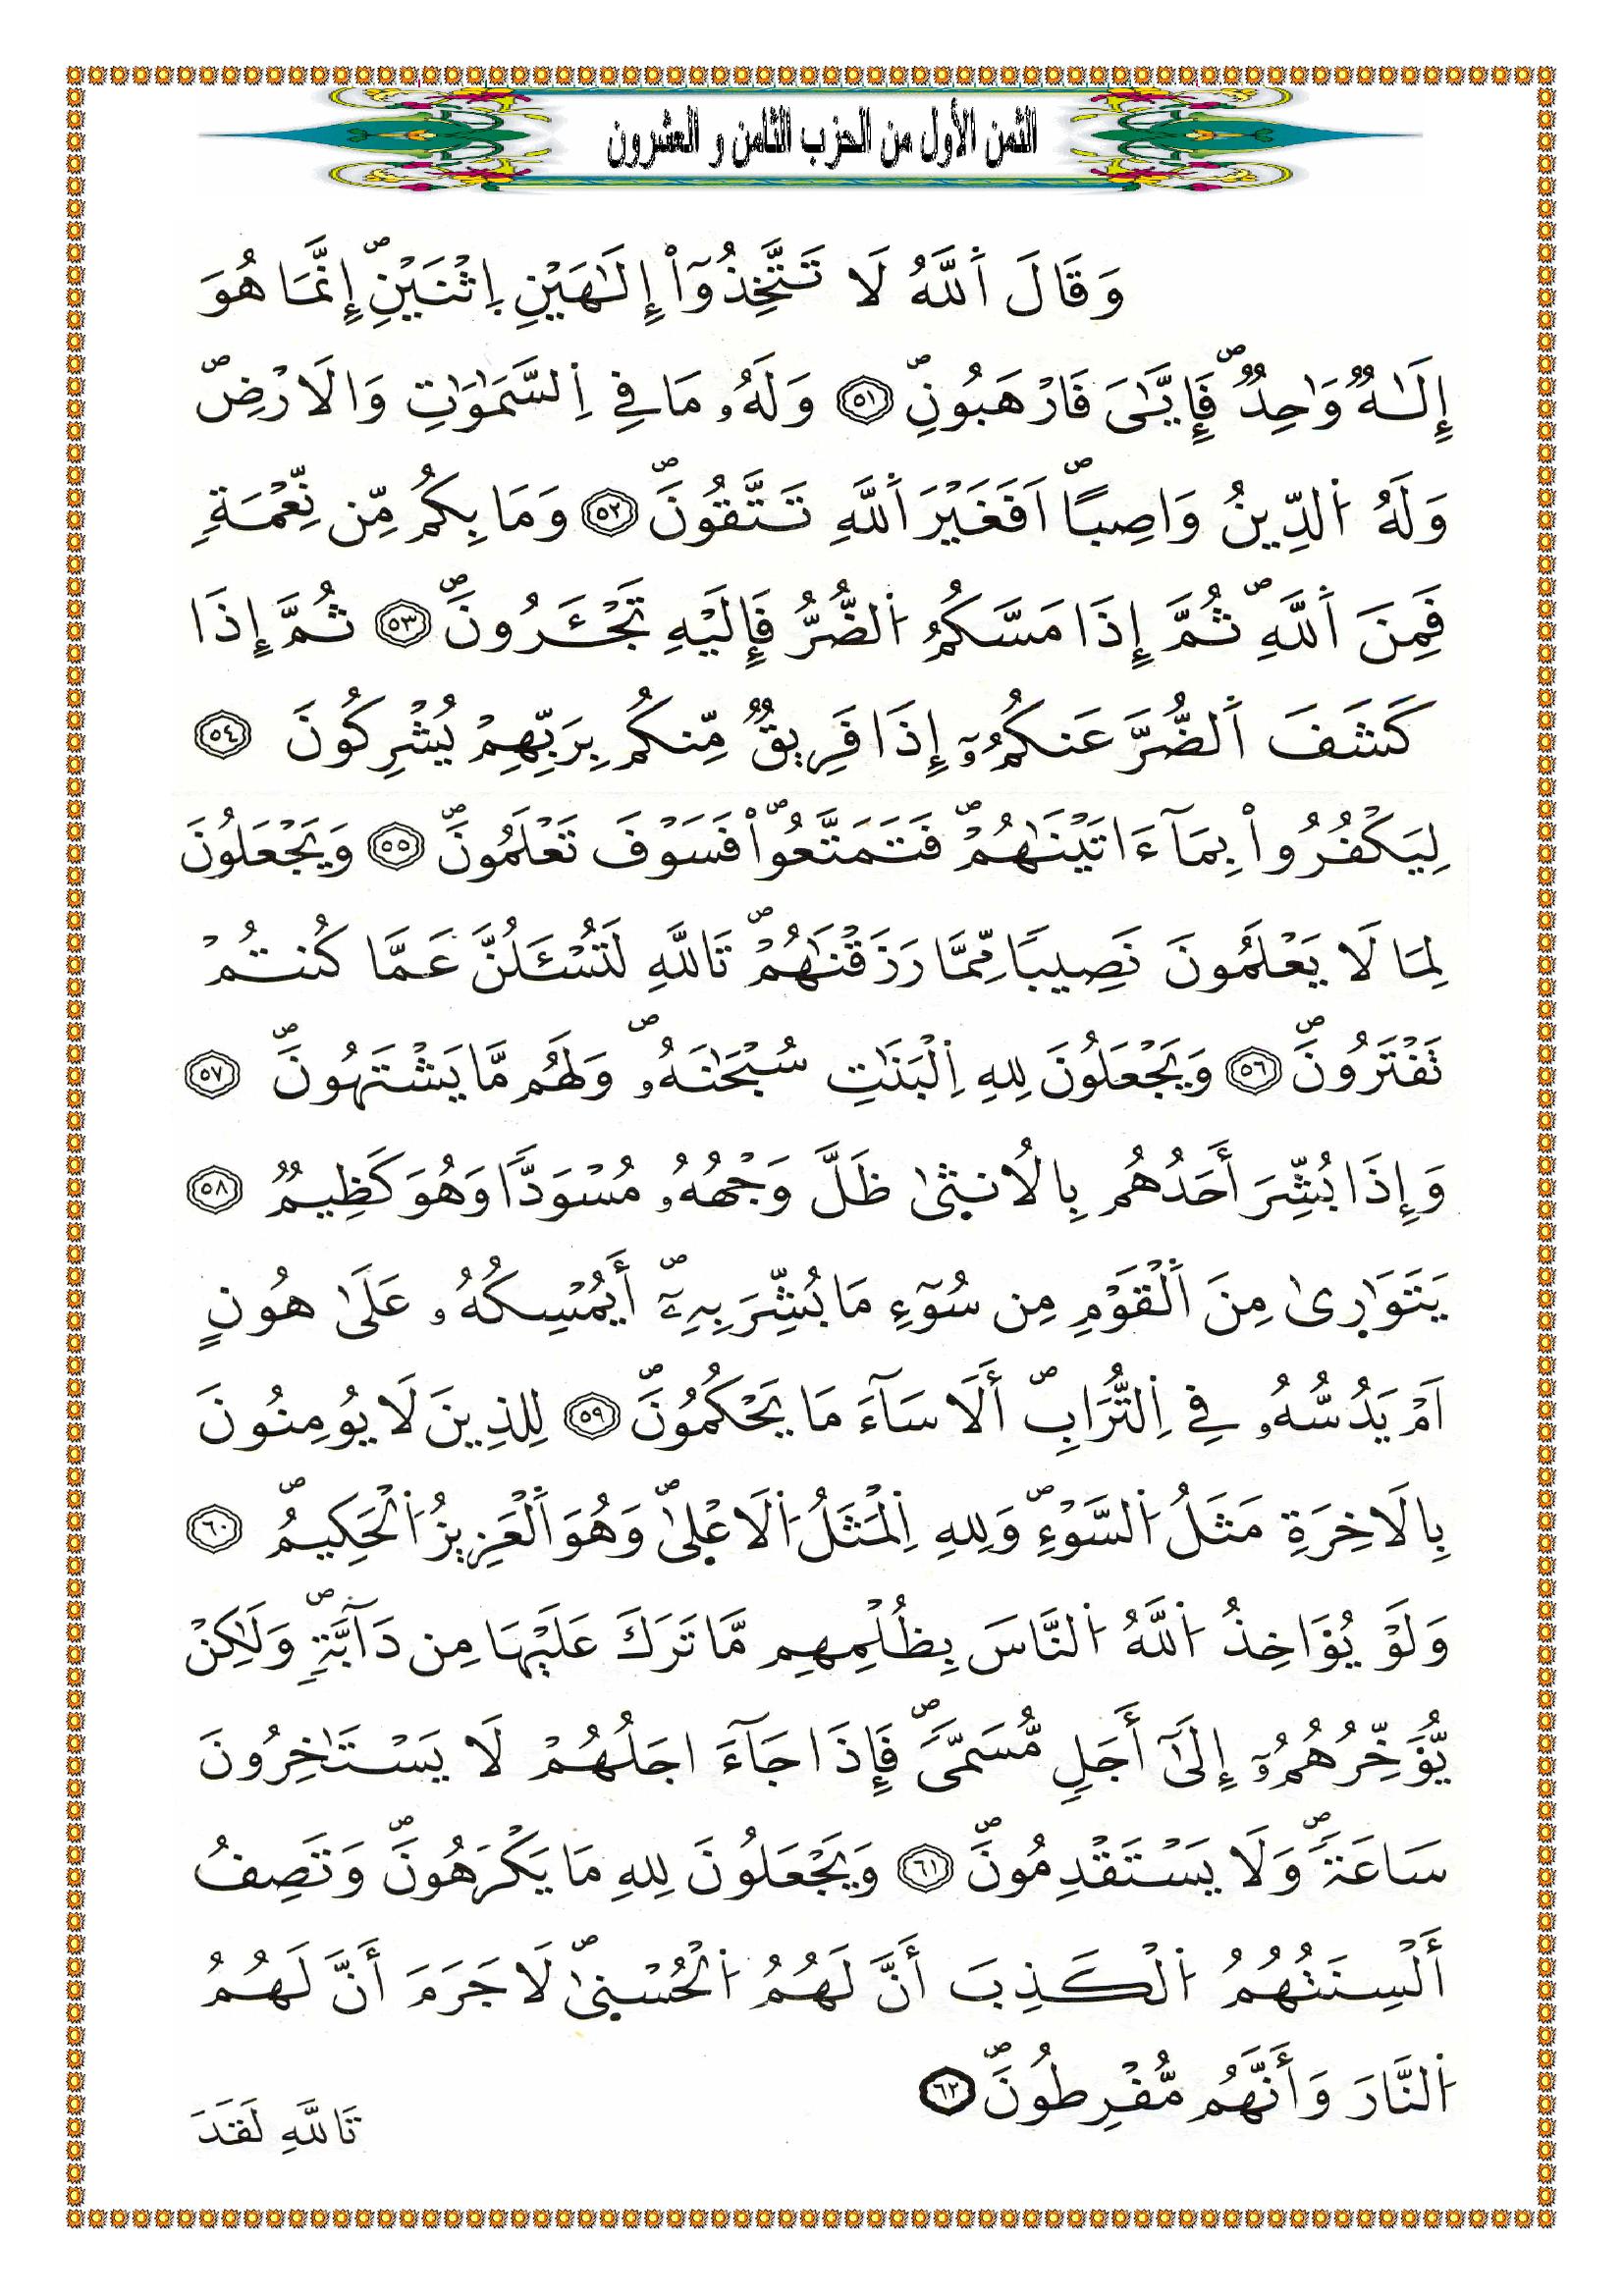 الثمن الأول من الحزب الثامن و العشرون
وَقَالَ اَ۬للَّهُ لَا تَتَّخِذُوٓاْ إِلَٰهَيْنِ اِ۪ثْنَيْنِۖ إِنَّمَا هُوَ
إِلَٰهٞ وَٰحِدٞۖ فَإِيَّٰيَ فَارْهَبُونِۖ ٥١ وَلَهُۥ مَا فِي اِ۬لسَّمَٰوَٰتِ وَالَارْضِۖ
وَلَهُ اُ۬لدِّينُ وَاصِباًۖ اَفَغَيْرَ اَ۬للَّهِ تَتَّقُونَۖ ٥٢ وَمَا بِكُم مِّن نِّعْمَةٖ
فَمِنَ اَ۬للَّهِۖ ثُمَّ إِذَا مَسَّكُمُ اُ۬لضُّرُّ فَإِلَيْهِ تَجْـَٔرُونَۖ ٥٣ ثُمَّ إِذَا
كَشَفَ اَ۬لضُّرَّ عَنكُمُۥٓ إِذَا فَرِيقٞ مِّنكُم بِرَبِّهِمْ يُشْرِكُونَ ٥٤
لِيَكْفُرُواْ بِمَآ ءَاتَيْنَٰهُمْۖ فَتَمَتَّعُواْۖ فَسَوْفَ تَعْلَمُونَۖ ٥٥ وَيَجْعَلُونَ
لِمَا لَا يَعْلَمُونَ نَصِيباٗ مِّمَّا رَزَقْنَٰهُمْۖ تَاللَّهِ لَتُسْـَٔلُنَّ عَمَّا كُنتُمْ
تَفْتَرُونَۖ ٥٦ وَيَجْعَلُونَ لِلهِ اِ۬لْبَنَٰتِ سُبْحَٰنَهُۥۖ وَلَهُم مَّا يَشْتَهُونَۖ ٥٧
وَإِذَا بُشِّرَ أَحَدُهُم بِالُانث۪يٰ ظَلَّ وَجْهُهُۥ مُسْوَدّاٗ وَهُوَ كَظِيمٞ ٥٨
يَتَوَٰر۪يٰ مِنَ اَ۬لْقَوْمِ مِن سُوٓءِ مَا بُشِّرَ بِهِۦٓۖ أَيُمْسِكُهُۥ عَلَىٰ هُونٍ
اَمْ يَدُسُّهُۥ فِي اِ۬لتُّرَابِۖ أَلَا سَآءَ مَا يَحْكُمُونَۖ ٥٩ لِلذِينَ لَا يُومِنُونَ
بِالَاخِرَةِ مَثَلُ اُ۬لسَّوْءِۖ وَلِلهِ اِ۬لْمَثَلُ اُ۬لَاعْل۪يٰۖ وَهُوَ اَ۬لْعَزِيزُ اُ۬لْحَكِيمُۖ ٦٠
وَلَوْ يُؤَاخِذُ اُ۬للَّهُ اُ۬لنَّاسَ بِظُلْمِهِم مَّا تَرَكَ عَلَيْهَا مِن دَآبَّةٖۖ وَلَٰكِنْ
يُّؤَخِّرُهُمُۥٓ إِلَىٰٓ أَجَلٖ مُّسَمّىٗۖ فَإِذَا جَآءَ اجَلُهُمْ لَا يَسْتَٰخِرُونَ
سَاعَةٗۖ وَلَا يَسْتَقْدِمُونَۖ ٦١ وَيَجْعَلُونَ لِلهِ مَا يَكْرَهُونَۖ وَتَصِفُ
أَلْسِنَتُهُمُ اُ۬لْكَذِبَ أَنَّ لَهُمُ اُ۬لْحُسْن۪يٰۖ لَا جَرَمَ أَنَّ لَهُمُ
اُ۬لنَّارَ وَأَنَّهُم مُّفْرِطُونَۖ ٦٢
تَاللَّهِ لَقَدَ